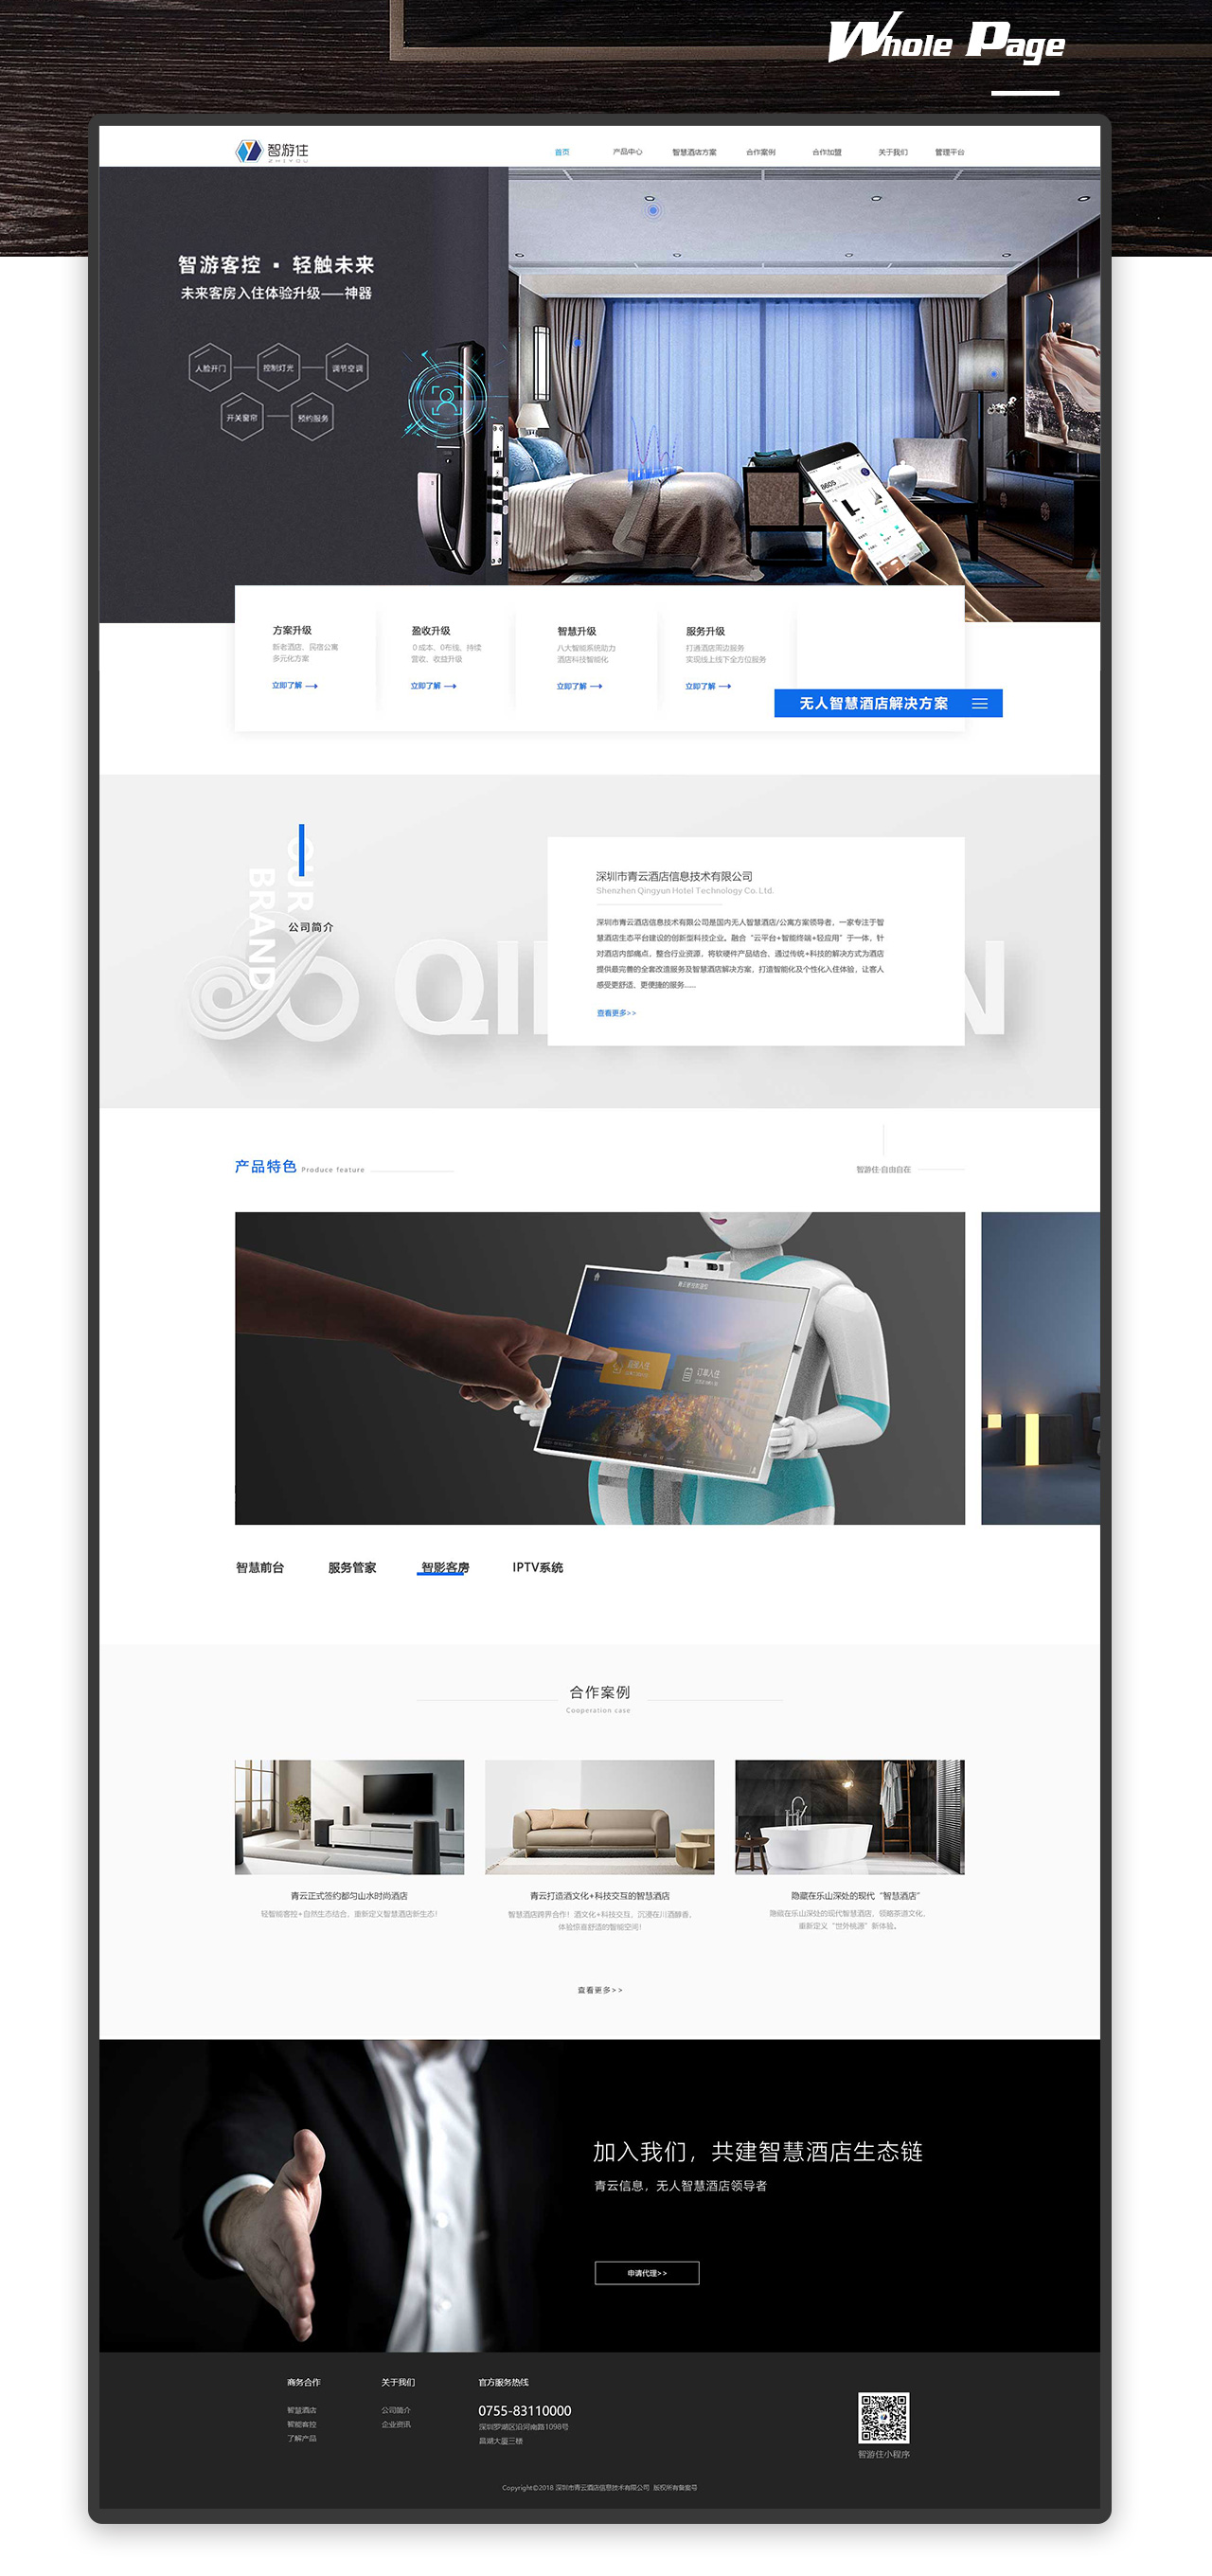 Whole Page
智游住
ZHIYOU
首页 产品中心 智慧酒店方案 合作案例 合作加盟 关于我们 管理平台
智游客控 · 轻触未来
未来客房入住体验升级——神器
人脸开门 控制灯光 调节空调
开关窗帘 预约服务
8605
方案升级
新老酒店、民宿公寓
多元化方案
立即了解
盈收升级
0成本、0布线、持续
营收、收益升级
立即了解
智慧升级
八大智能系统助力
酒店科技智能化
立即了解
服务升级
打通酒店周边服务
实现线上线下全方位服务
立即了解
无人智慧酒店解决方案
OUR
BRAND
公司简介
深圳市青云酒店信息技术有限公司
Shenzhen Qingyun Hotel Technology Co. Ltd.
深圳市青云酒店信息技术有限公司是国内无人智慧酒店/公寓方案领导者，一家专注于智
慧酒店生态平台建设的创新型科技企业。融合“云平台+智能终端+轻应用”于一体，针
对酒店内部痛点，整合行业资源，将软硬件产品结合、通过传统+科技的解决方式为酒店
提供最完善的全套改造服务及智慧酒店解决方案，打造智能化及个性化入住体验，让客人
感受更舒适、更便捷的服务......
查看更多>>
产品特色 Produce feature
智游住·自由自在
订单入住
智慧前台 服务管家 智影客房 IPTV系统
合作案例
Cooperation case
青云正式签约都匀山水时尚酒店
轻智能客控+自然生态结合，重新定义智慧酒店新生态！
青云打造酒文化+科技交互的智慧酒店
智慧酒店跨界合作！酒文化+科技交互，沉浸在川酒醇香，
体验惊喜舒适的智能空间！
隐藏在乐山深处的现代“智慧酒店”
隐藏在乐山深处的现代智慧酒店，领略茶道文化，
重新定义“世外桃源”新体验。
查看更多>>
加入我们，共建智慧酒店生态链
青云信息，无人智慧酒店领导者
申请代理>>
商务合作
智慧酒店
智能客控
了解产品
关于我们
公司简介
企业资讯
官方服务热线
0755-83110000
深圳罗湖区沿河南路1098号
昌湖大厦三楼
智游住小程序
Copyright©2018 深圳市青云酒店信息技术有限公司 版权所有